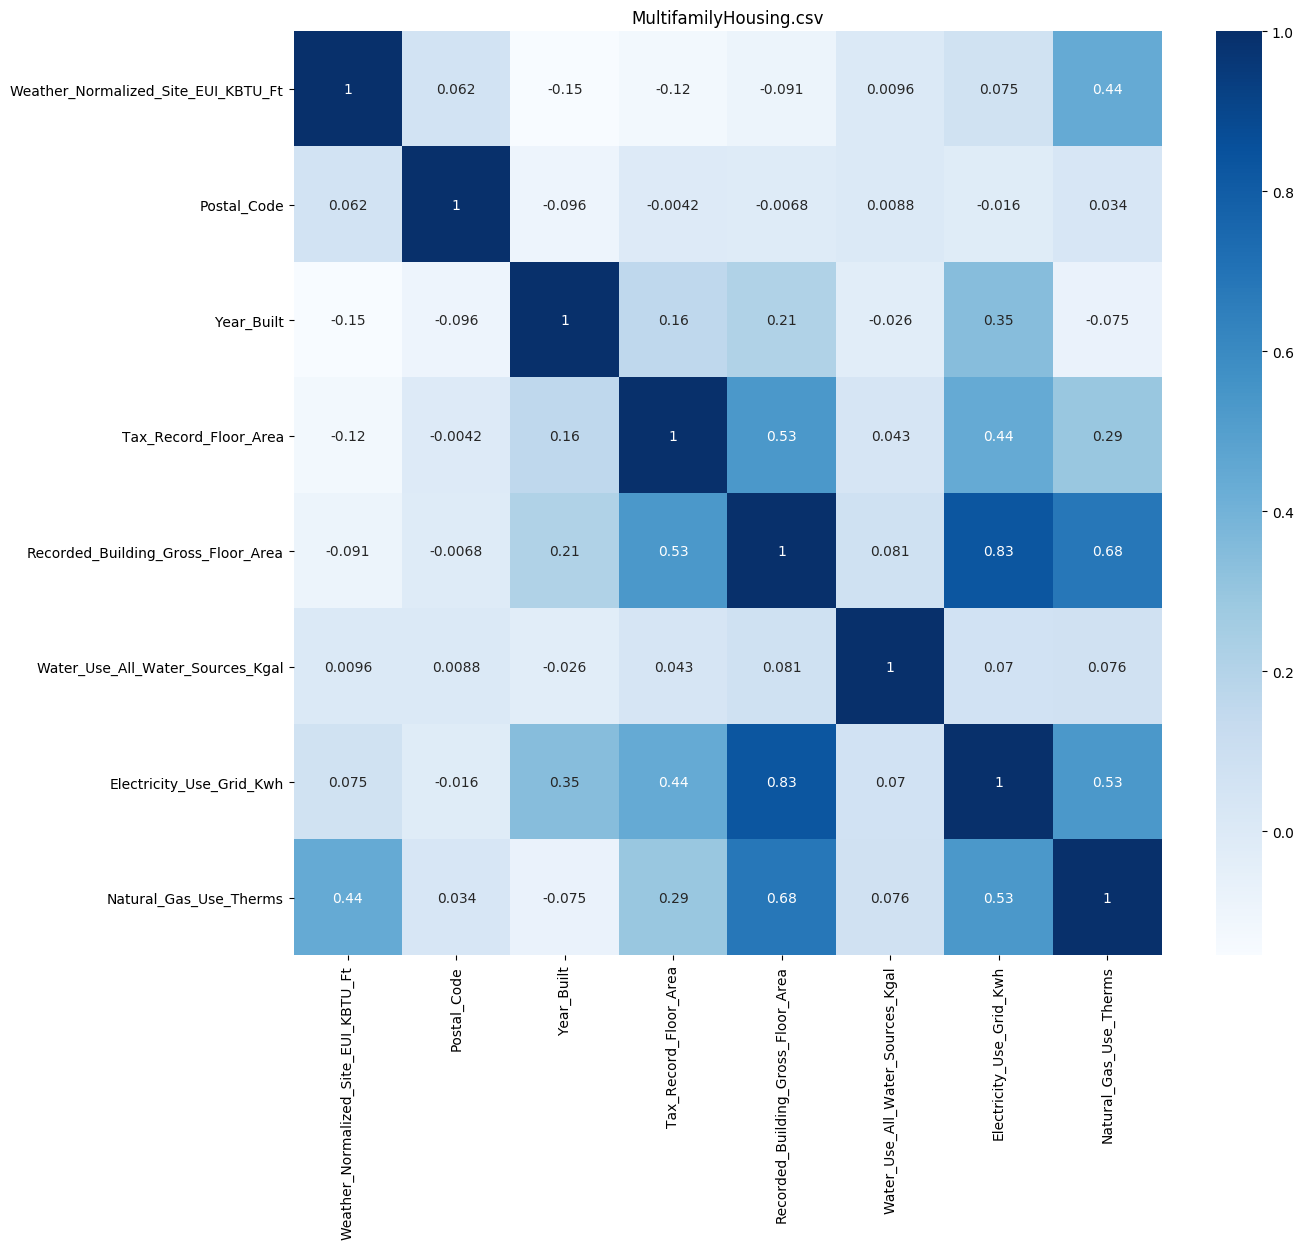 MultifamilyHousing.csv
Weather_Normalized_Site_EUI_KBTU_Ft 1 0.062 -0.15 -0.12 -0.091 0.0096 0.075 0.44
Postal_Code 0.062 1 -0.096 -0.0042 -0.0068 0.0088 -0.016 0.034
Year_Built -0.15 -0.096 1 0.16 0.21 -0.026 0.35 -0.075
Tax_Record_Floor_Area -0.12 -0.0042 0.16 1 0.53 0.043 0.44 0.29
Recorded_Building_Gross_Floor_Area -0.091 -0.0068 0.21 0.53 1 0.081 0.83 0.68
Water_Use_All_Water_Sources_Kgal 0.0096 0.0088 -0.026 0.043 0.081 1 0.07 0.076
Electricity_Use_Grid_Kwh 0.075 -0.016 0.35 0.44 0.83 0.07 1 0.53
Natural_Gas_Use_Therms 0.44 0.034 -0.075 0.29 0.68 0.076 0.53 1
Weather_Normalized_Site_EUI_KBTU_Ft
Postal_Code
Year_Built
Tax_Record_Floor_Area
Recorded_Building_Gross_Floor_Area
Water_Use_All_Water_Sources_Kgal
Electricity_Use_Grid_Kwh
Natural_Gas_Use_Therms
1.0
0.8
0.6
0.4
0.2
0.0